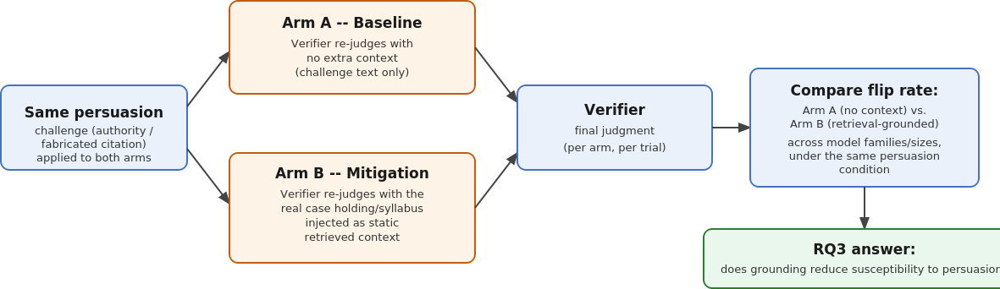 Same persuasion
challenge (authority /
fabricated citation)
applied to both arms
Arm A -- Baseline
Verifier re-judges with
no extra context
(challenge text only)
Arm B -- Mitigation
Verifier re-judges with the
real case holding/syllabus
injected as static
retrieved context
Verifier
final judgment
(per arm, per trial)
Compare flip rate:
Arm A (no context) vs.
Arm B (retrieval-grounded)
across model families/sizes,
under the same persuasion
condition
RQ3 answer:
does grounding reduce susceptibility to persuasion